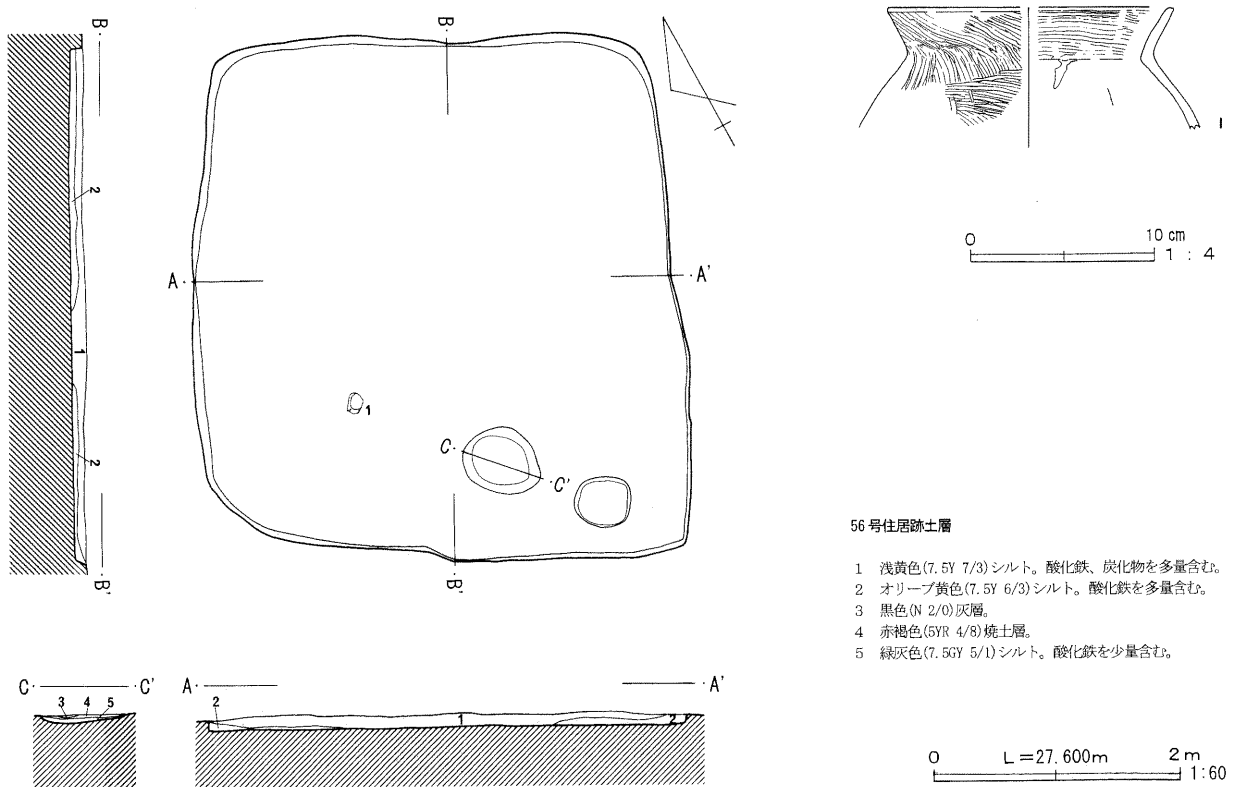 B・
B・
A・
・A'
1
C・
・C'
・B'
2
1
2
・B'
1
0 10 cm
1 : 4
56号住居跡土層
1 浅黄色(7.5Y 7/3)シルト。酸化鉄、炭化物を多量含む。
2 オリーブ黄色(7.5Y 6/3)シルト。酸化鉄を多量含む。
3 黒色(N 2/0)灰層。
4 赤褐色(5YR 4/8)焼土層。
5 緑灰色(7.5GY 5/1)シルト。酸化鉄を少量含む。
C・ ・C'
3 4 5
A・ ・A'
2 1 2
0 L=27.600m 2m
1:60